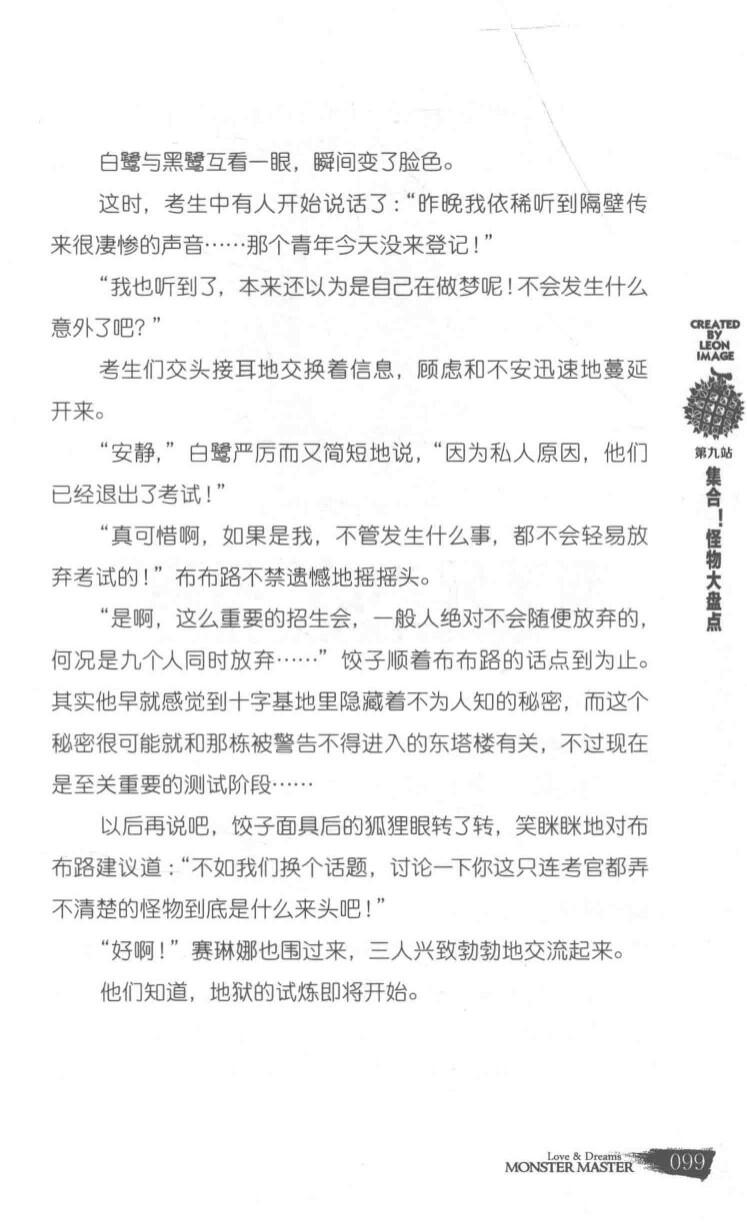 白鹭与黑鹭互看一眼，瞬间变了脸色。
这时，考生中有人开始说话了：“昨晚我依稀听到隔壁传
来很凄惨的声音……那个青年今天没来登记！”
“我也听到了，本来还以为是自己在做梦呢！不会发生什么
意外了吧？”
考生们交头接耳地交换着信息，顾虑和不安迅速地蔓延
开来。
“安静，”白鹭严厉而又简短地说，“因为私人原因，他们
已经退出了考试！”
“真可惜啊，如果是我，不管发生什么事，都不会轻易放
弃考试的！”布布路不禁遗憾地摇摇头。
“是啊，这么重要的招生会，一般人绝对不会随便放弃的，
何况是九个人同时放弃……”饺子顺着布布路的话点到为止。
其实他早就感觉到十字基地里隐藏着不为人知的秘密，而这个
秘密很可能就和那栋被警告不得进入的东塔楼有关，不过现在
是至关重要的测试阶段……
以后再说吧，饺子面具后的狐狸眼转了转，笑眯眯地对布
布路建议道：“不如我们换个话题，讨论一下你这只连考官都弄
不清楚的怪物到底是什么来头吧！”
“好啊！”赛琳娜也围过来，三人兴致勃勃地交流起来。
他们知道，地狱的试炼即将开始。
CREATED
BY
LEON
IMAGE
第九站
集合！怪物大盘点
Love & Dreams
MONSTER MASTER
099